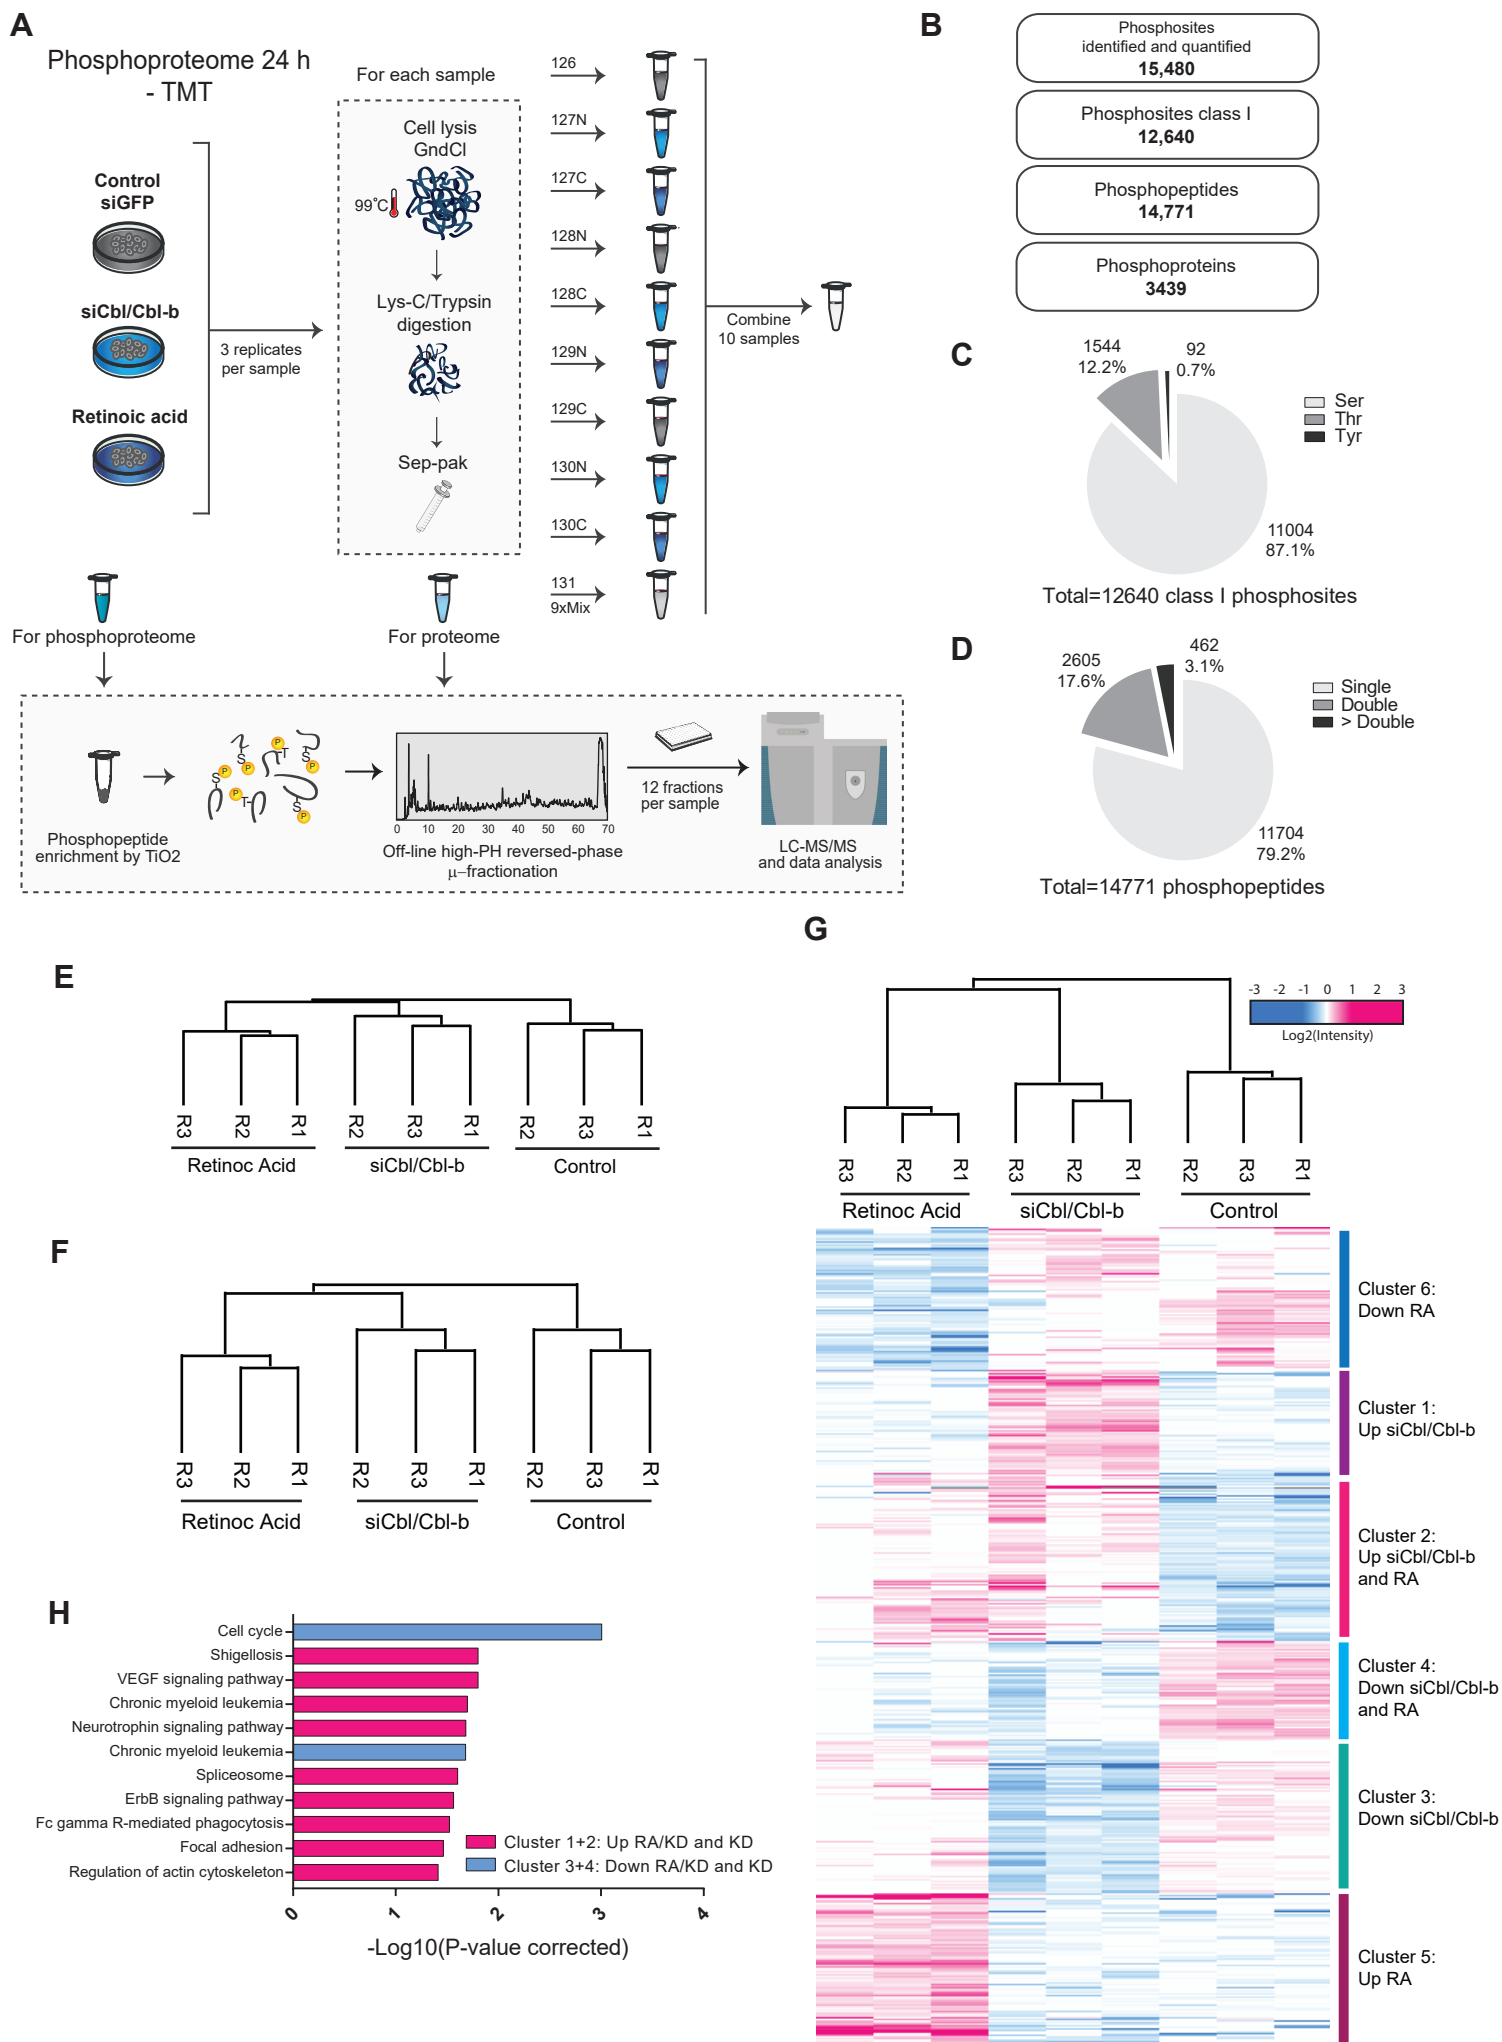 A
Phosphoproteome 24 h
- TMT
Control
siGFP
siCbl/Cbl-b
Retinoic acid
3 replicates
per sample
For each sample
Cell lysis
GndCl
99°C
Lys-C/Trypsin
digestion
Sep-pak
126
127N
127C
128N
128C
129N
129C
130N
130C
131
9xMix
Combine
10 samples
For phosphoproteome
For proteome
Phosphopeptide
enrichment by TiO2
S
P
P
S
P
T
S
P
P
T
S
P
0 10 20 30 40 50 60 70
Off-line high-PH reversed-phase
μ–fractionation
12 fractions
per sample
LC-MS/MS
and data analysis
B
Phosphosites
identified and quantified
15,480
Phosphosites class I
12,640
Phosphopeptides
14,771
Phosphoproteins
3439
C
1544
12.2%
92
0.7%
Ser
Thr
Tyr
11004
87.1%
Total=12640 class I phosphosites
D
2605
17.6%
462
3.1%
Single
Double
> Double
11704
79.2%
Total=14771 phosphopeptides
E
R3 R2 R1 R2 R3 R1 R2 R3 R1
Retinoc Acid siCbl/Cbl-b Control
F
R3 R2 R1 R2 R3 R1 R2 R3 R1
Retinoc Acid siCbl/Cbl-b Control
G
-3 -2 -1 0 1 2 3
Log2(Intensity)
R3 R2 R1 R3 R2 R1 R2 R3 R1
Retinoc Acid siCbl/Cbl-b Control
Cluster 6:
Down RA
Cluster 1:
Up siCbl/Cbl-b
Cluster 2:
Up siCbl/Cbl-b
and RA
Cluster 4:
Down siCbl/Cbl-b
and RA
Cluster 3:
Down siCbl/Cbl-b
Cluster 5:
Up RA
H
Cell cycle
Shigellosis
VEGF signaling pathway
Chronic myeloid leukemia
Neurotrophin signaling pathway
Chronic myeloid leukemia
Spliceosome
ErbB signaling pathway
Fc gamma R-mediated phagocytosis
Focal adhesion
Regulation of actin cytoskeleton
Cluster 1+2: Up RA/KD and KD
Cluster 3+4: Down RA/KD and KD
0 1 2 3 4
-Log10(P-value corrected)